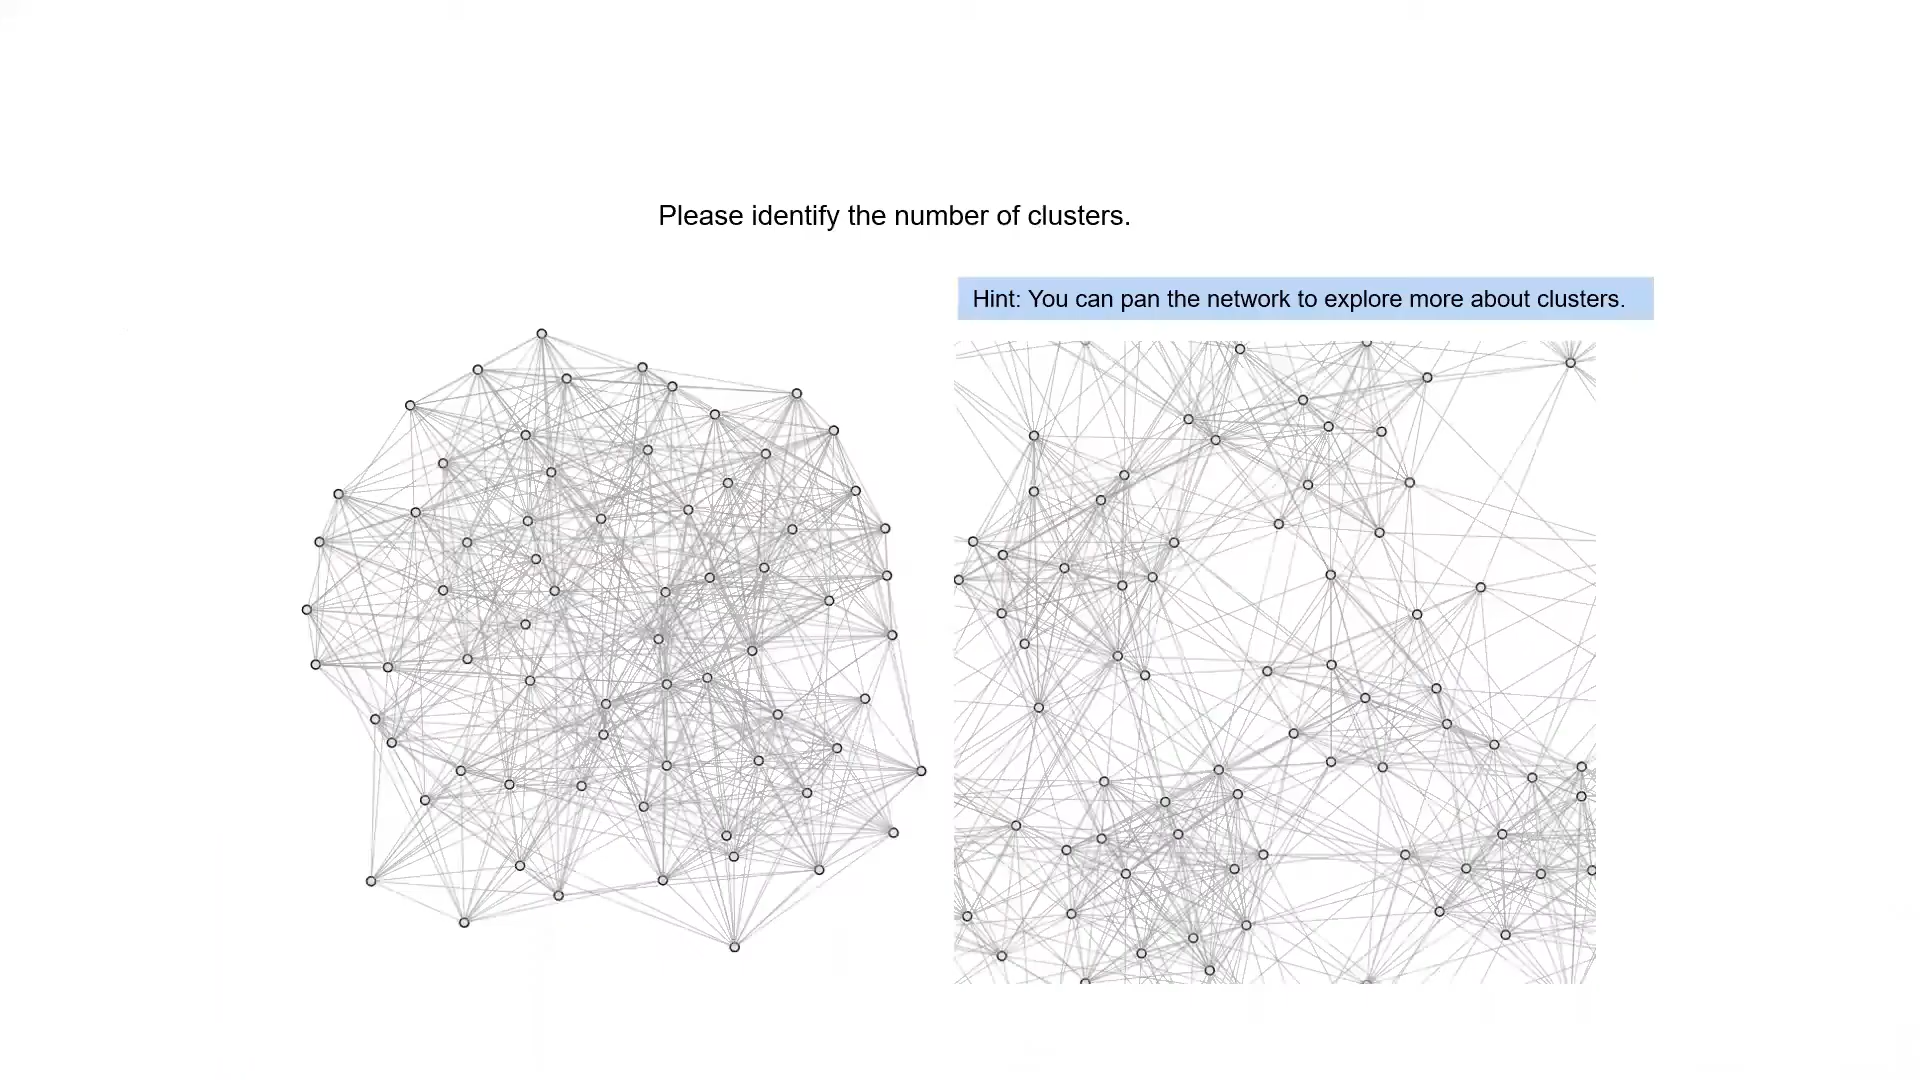 Please identify the number of clusters.
Hint: You can pan the network to explore more about clusters.